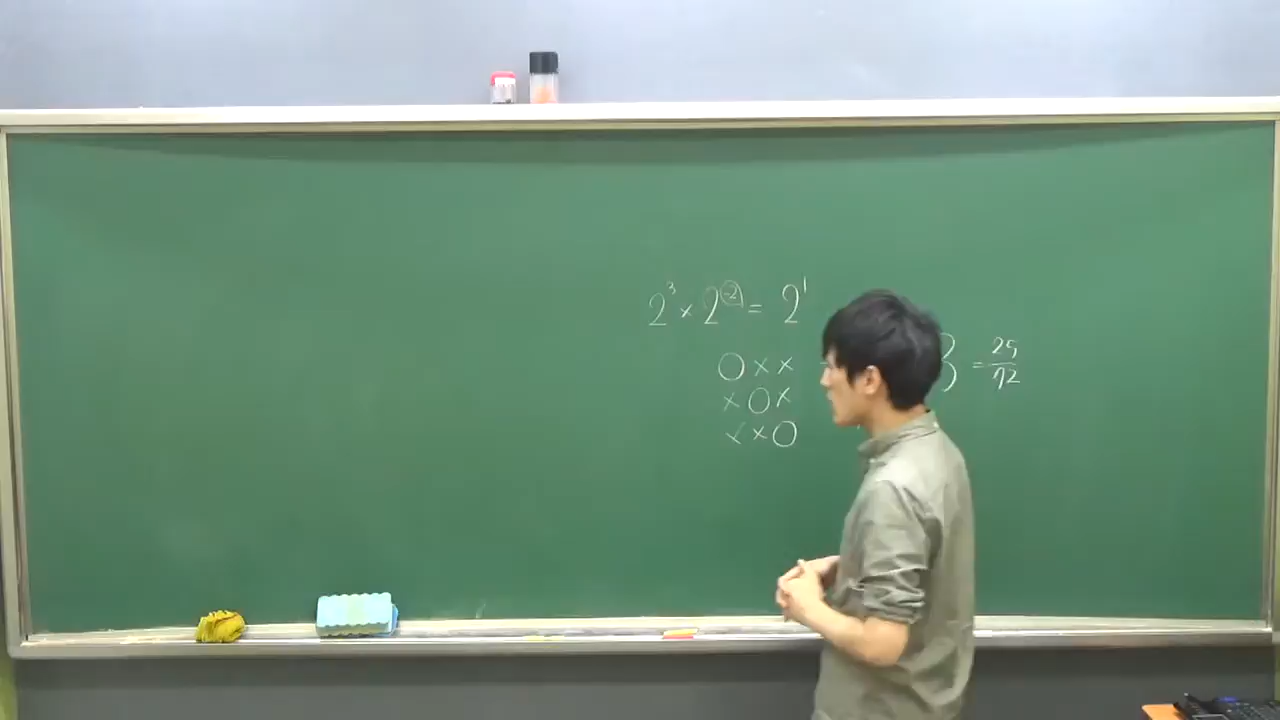 2³ × 2⁻² = 2¹
O × ×
× O ×
× × O
= 25/72